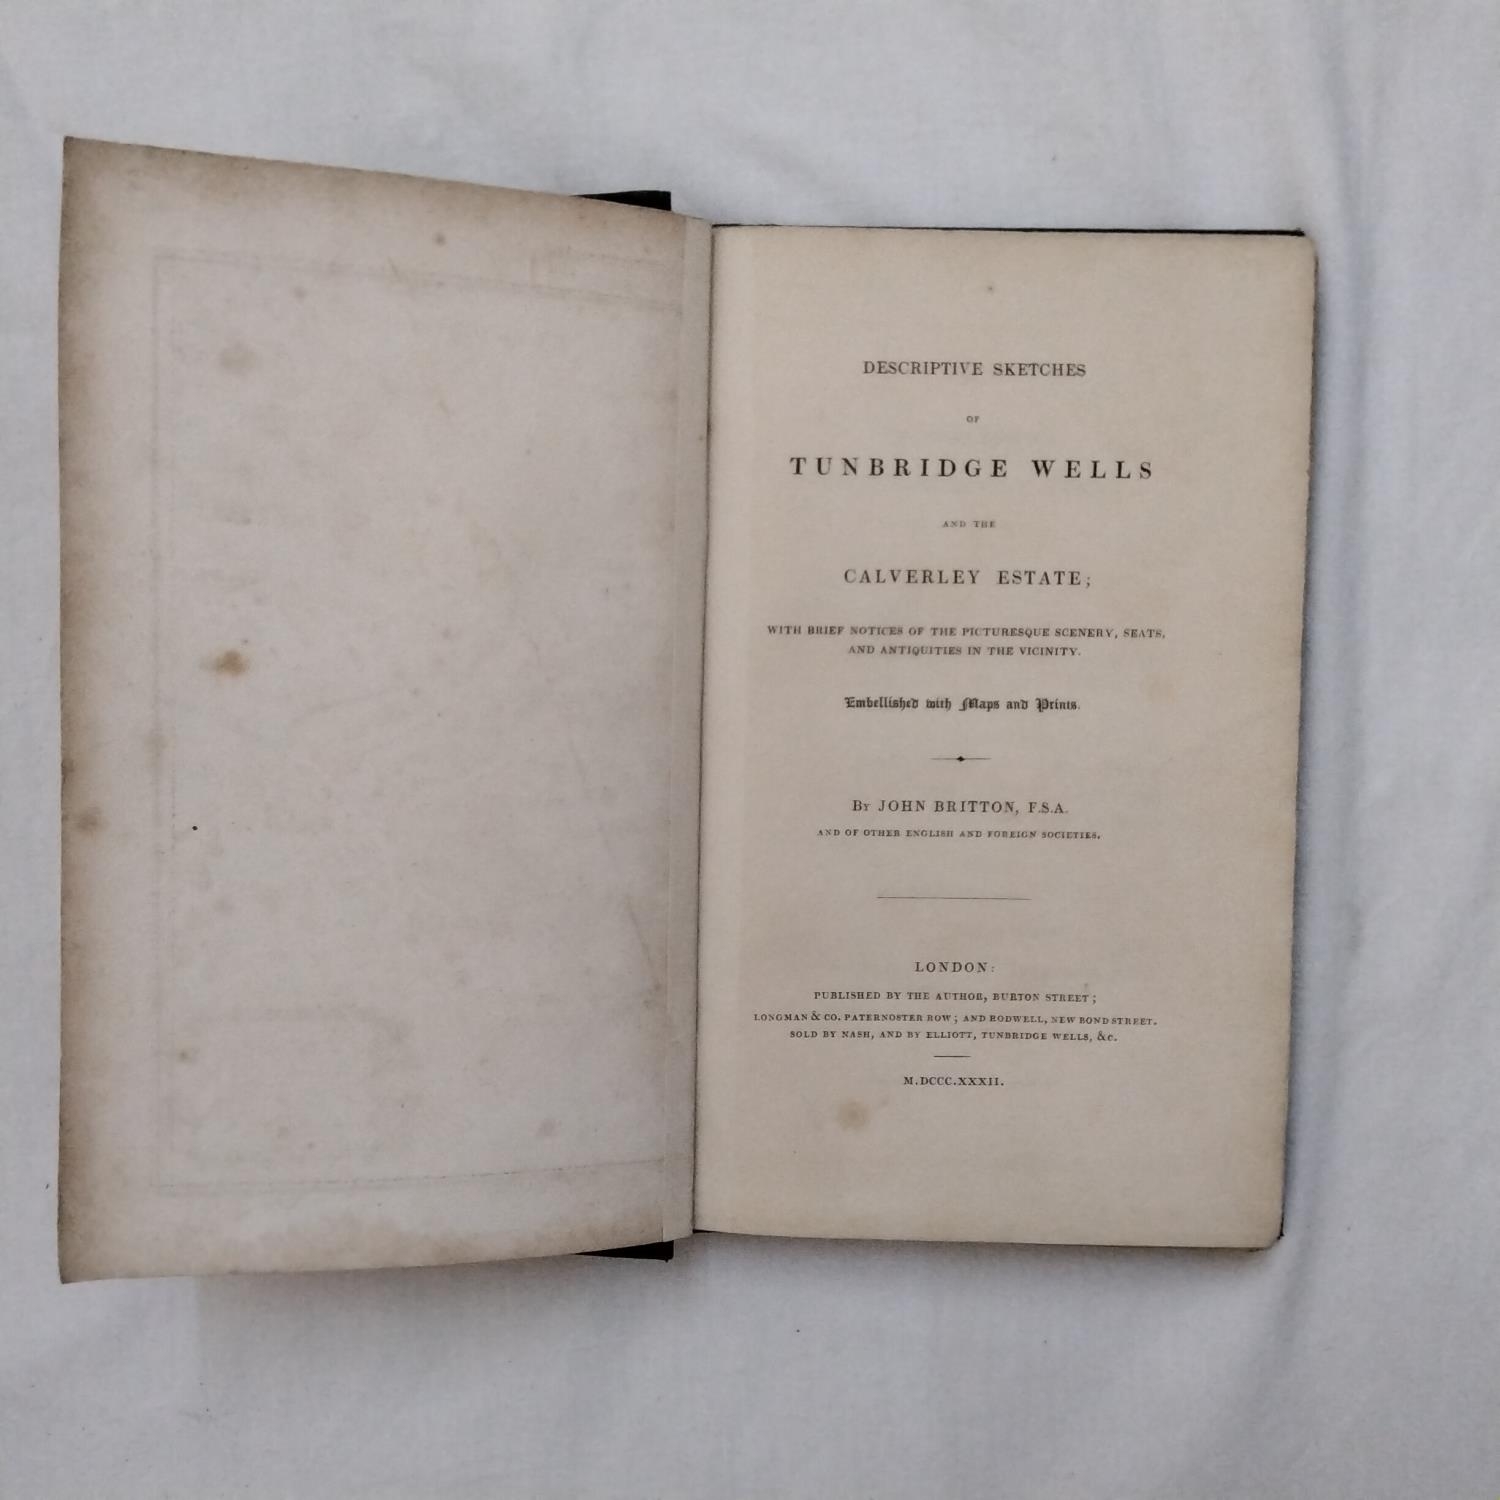 DESCRIPTIVE SKETCHES
OF
TUNBRIDGE WELLS
AND THE
CALVERLEY ESTATE;
WITH BRIEF NOTICES OF THE PICTURESQUE SCENERY, SEATS,
AND ANTIQUITIES IN THE VICINITY.
Embellished with Maps and Prints.
By JOHN BRITTON, F.S.A.
AND OF OTHER ENGLISH AND FOREIGN SOCIETIES.
LONDON:
PUBLISHED BY THE AUTHOR, BURTON STREET;
LONGMAN & CO. PATERNOSTER ROW; AND RODWELL, NEW BOND STREET.
SOLD BY NASH, AND BY ELLIOTT, TUNBRIDGE WELLS, &c.
M.DCCC.XXXII.